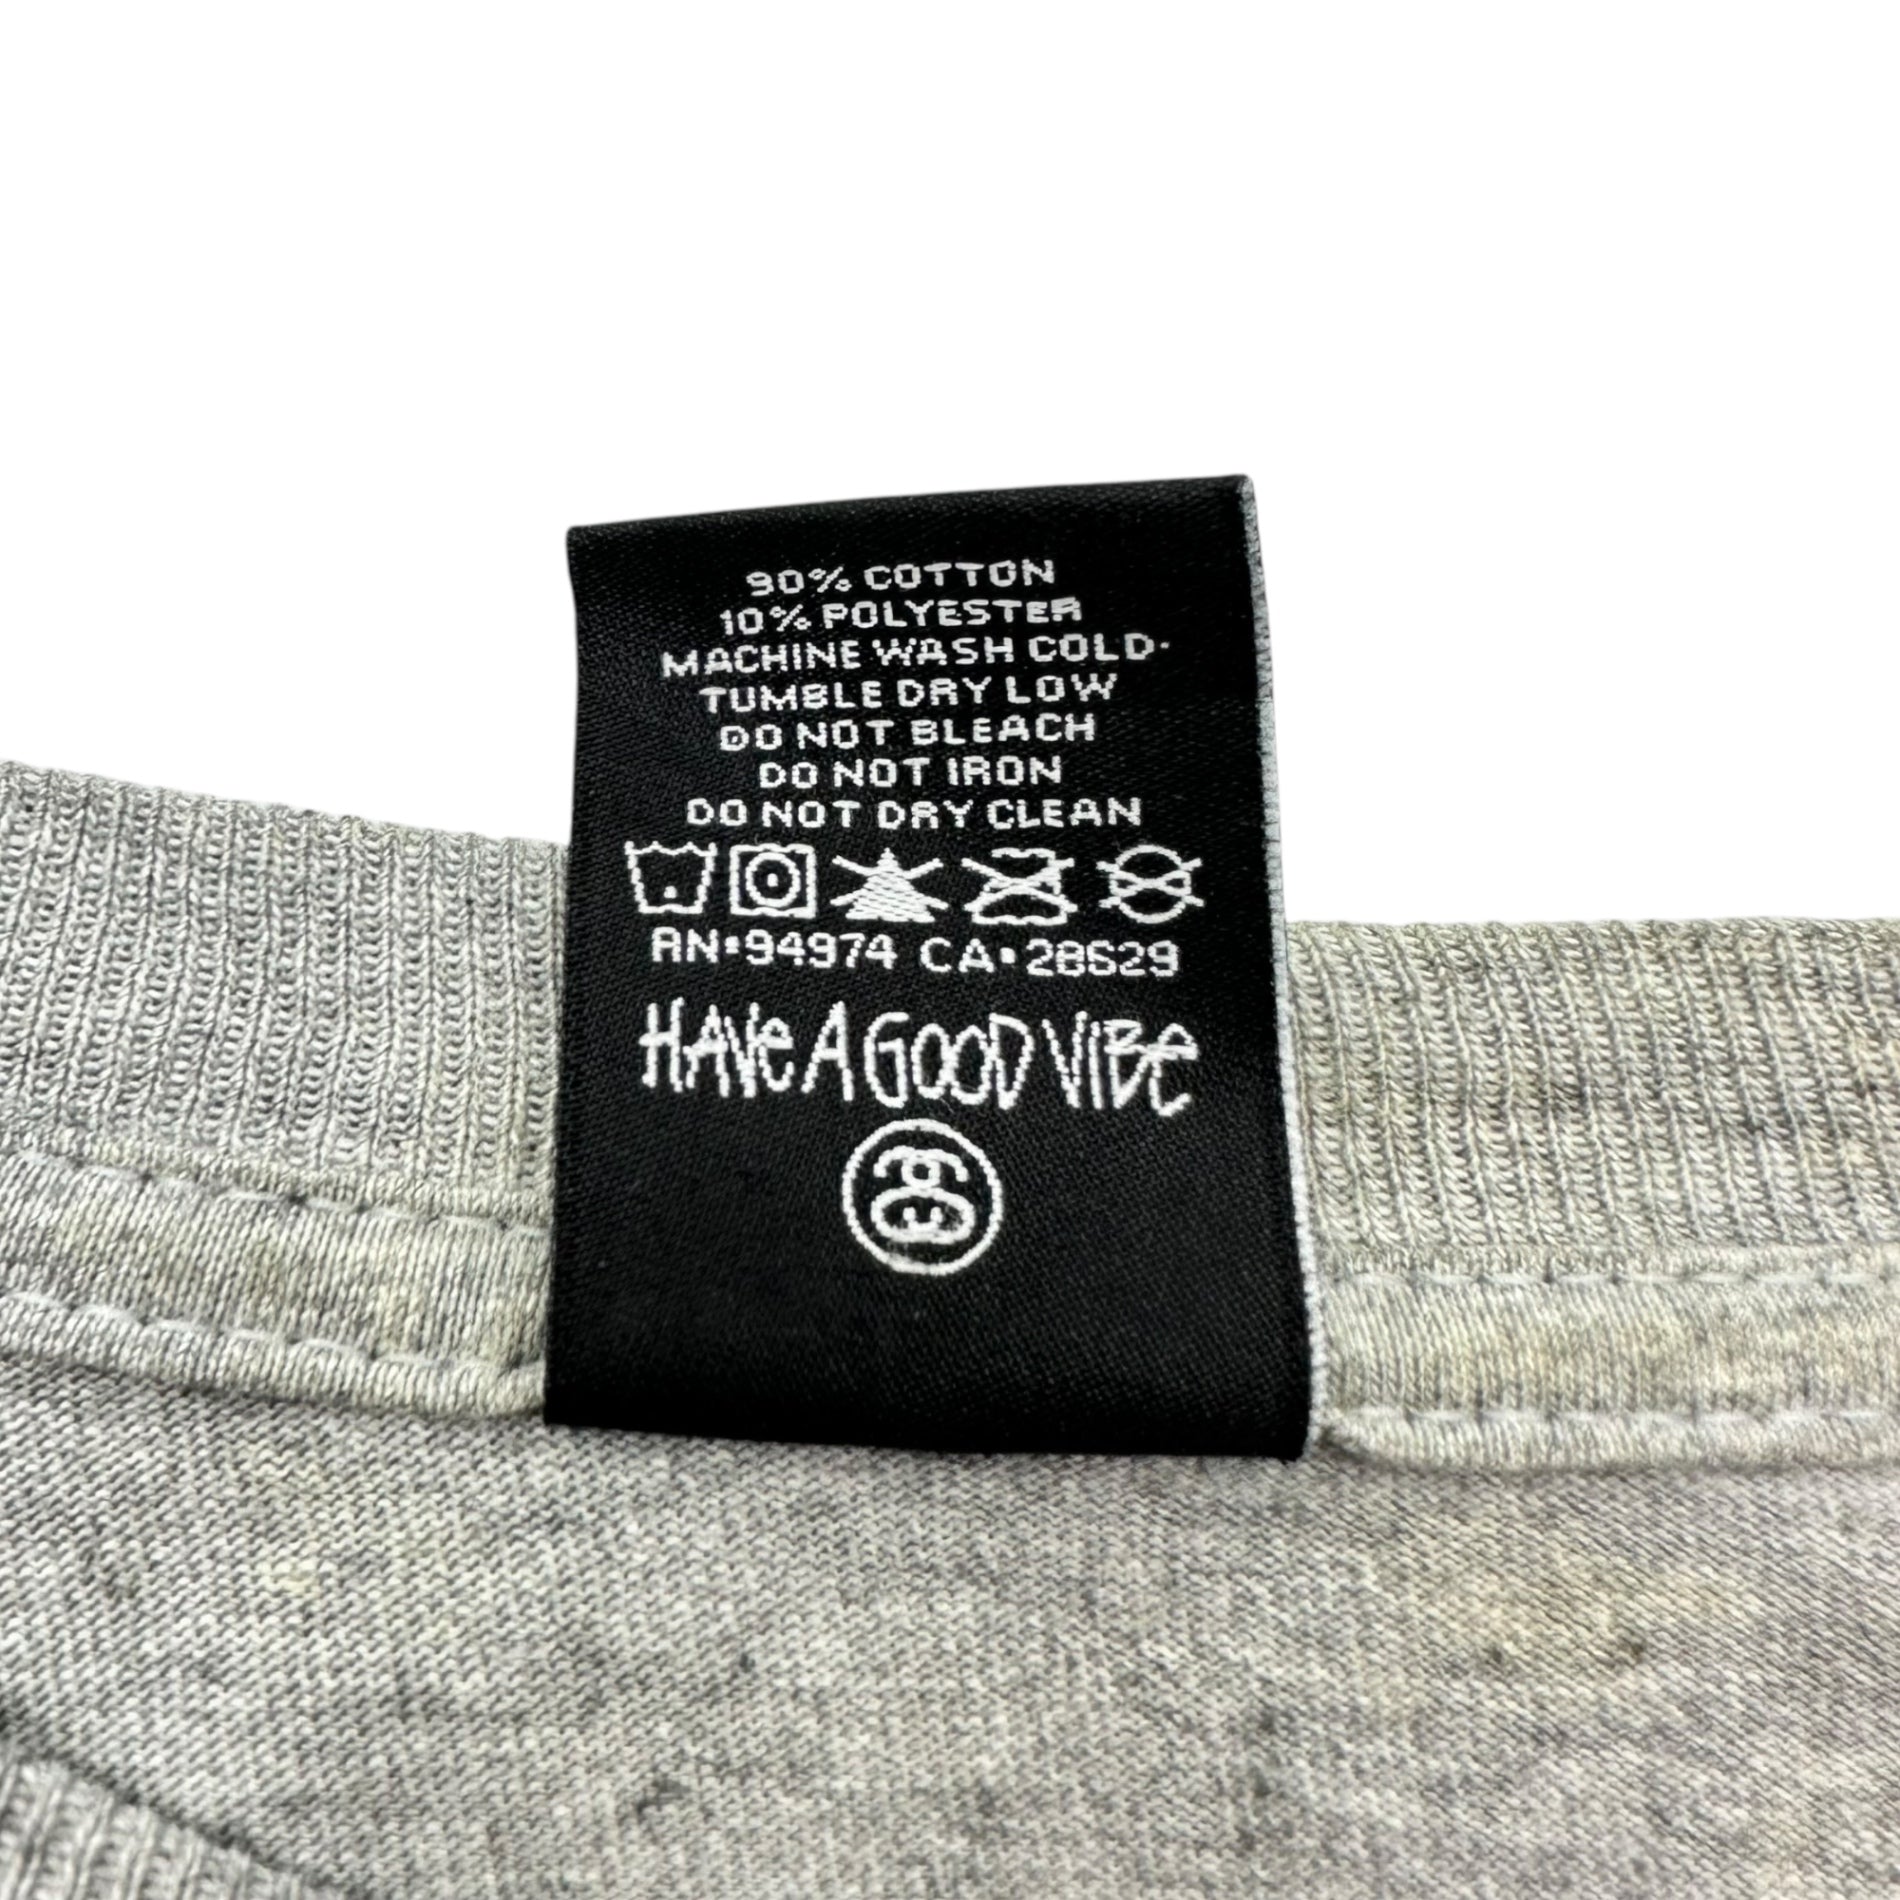 90% COTTON
10% POLYESTER
MACHINE WASH COLD·
TUMBLE DRY LOW
DO NOT BLEACH
DO NOT IRON
DO NOT DRY CLEAN
RN·94974 CA·28629
HAVE A GOOD VIBE